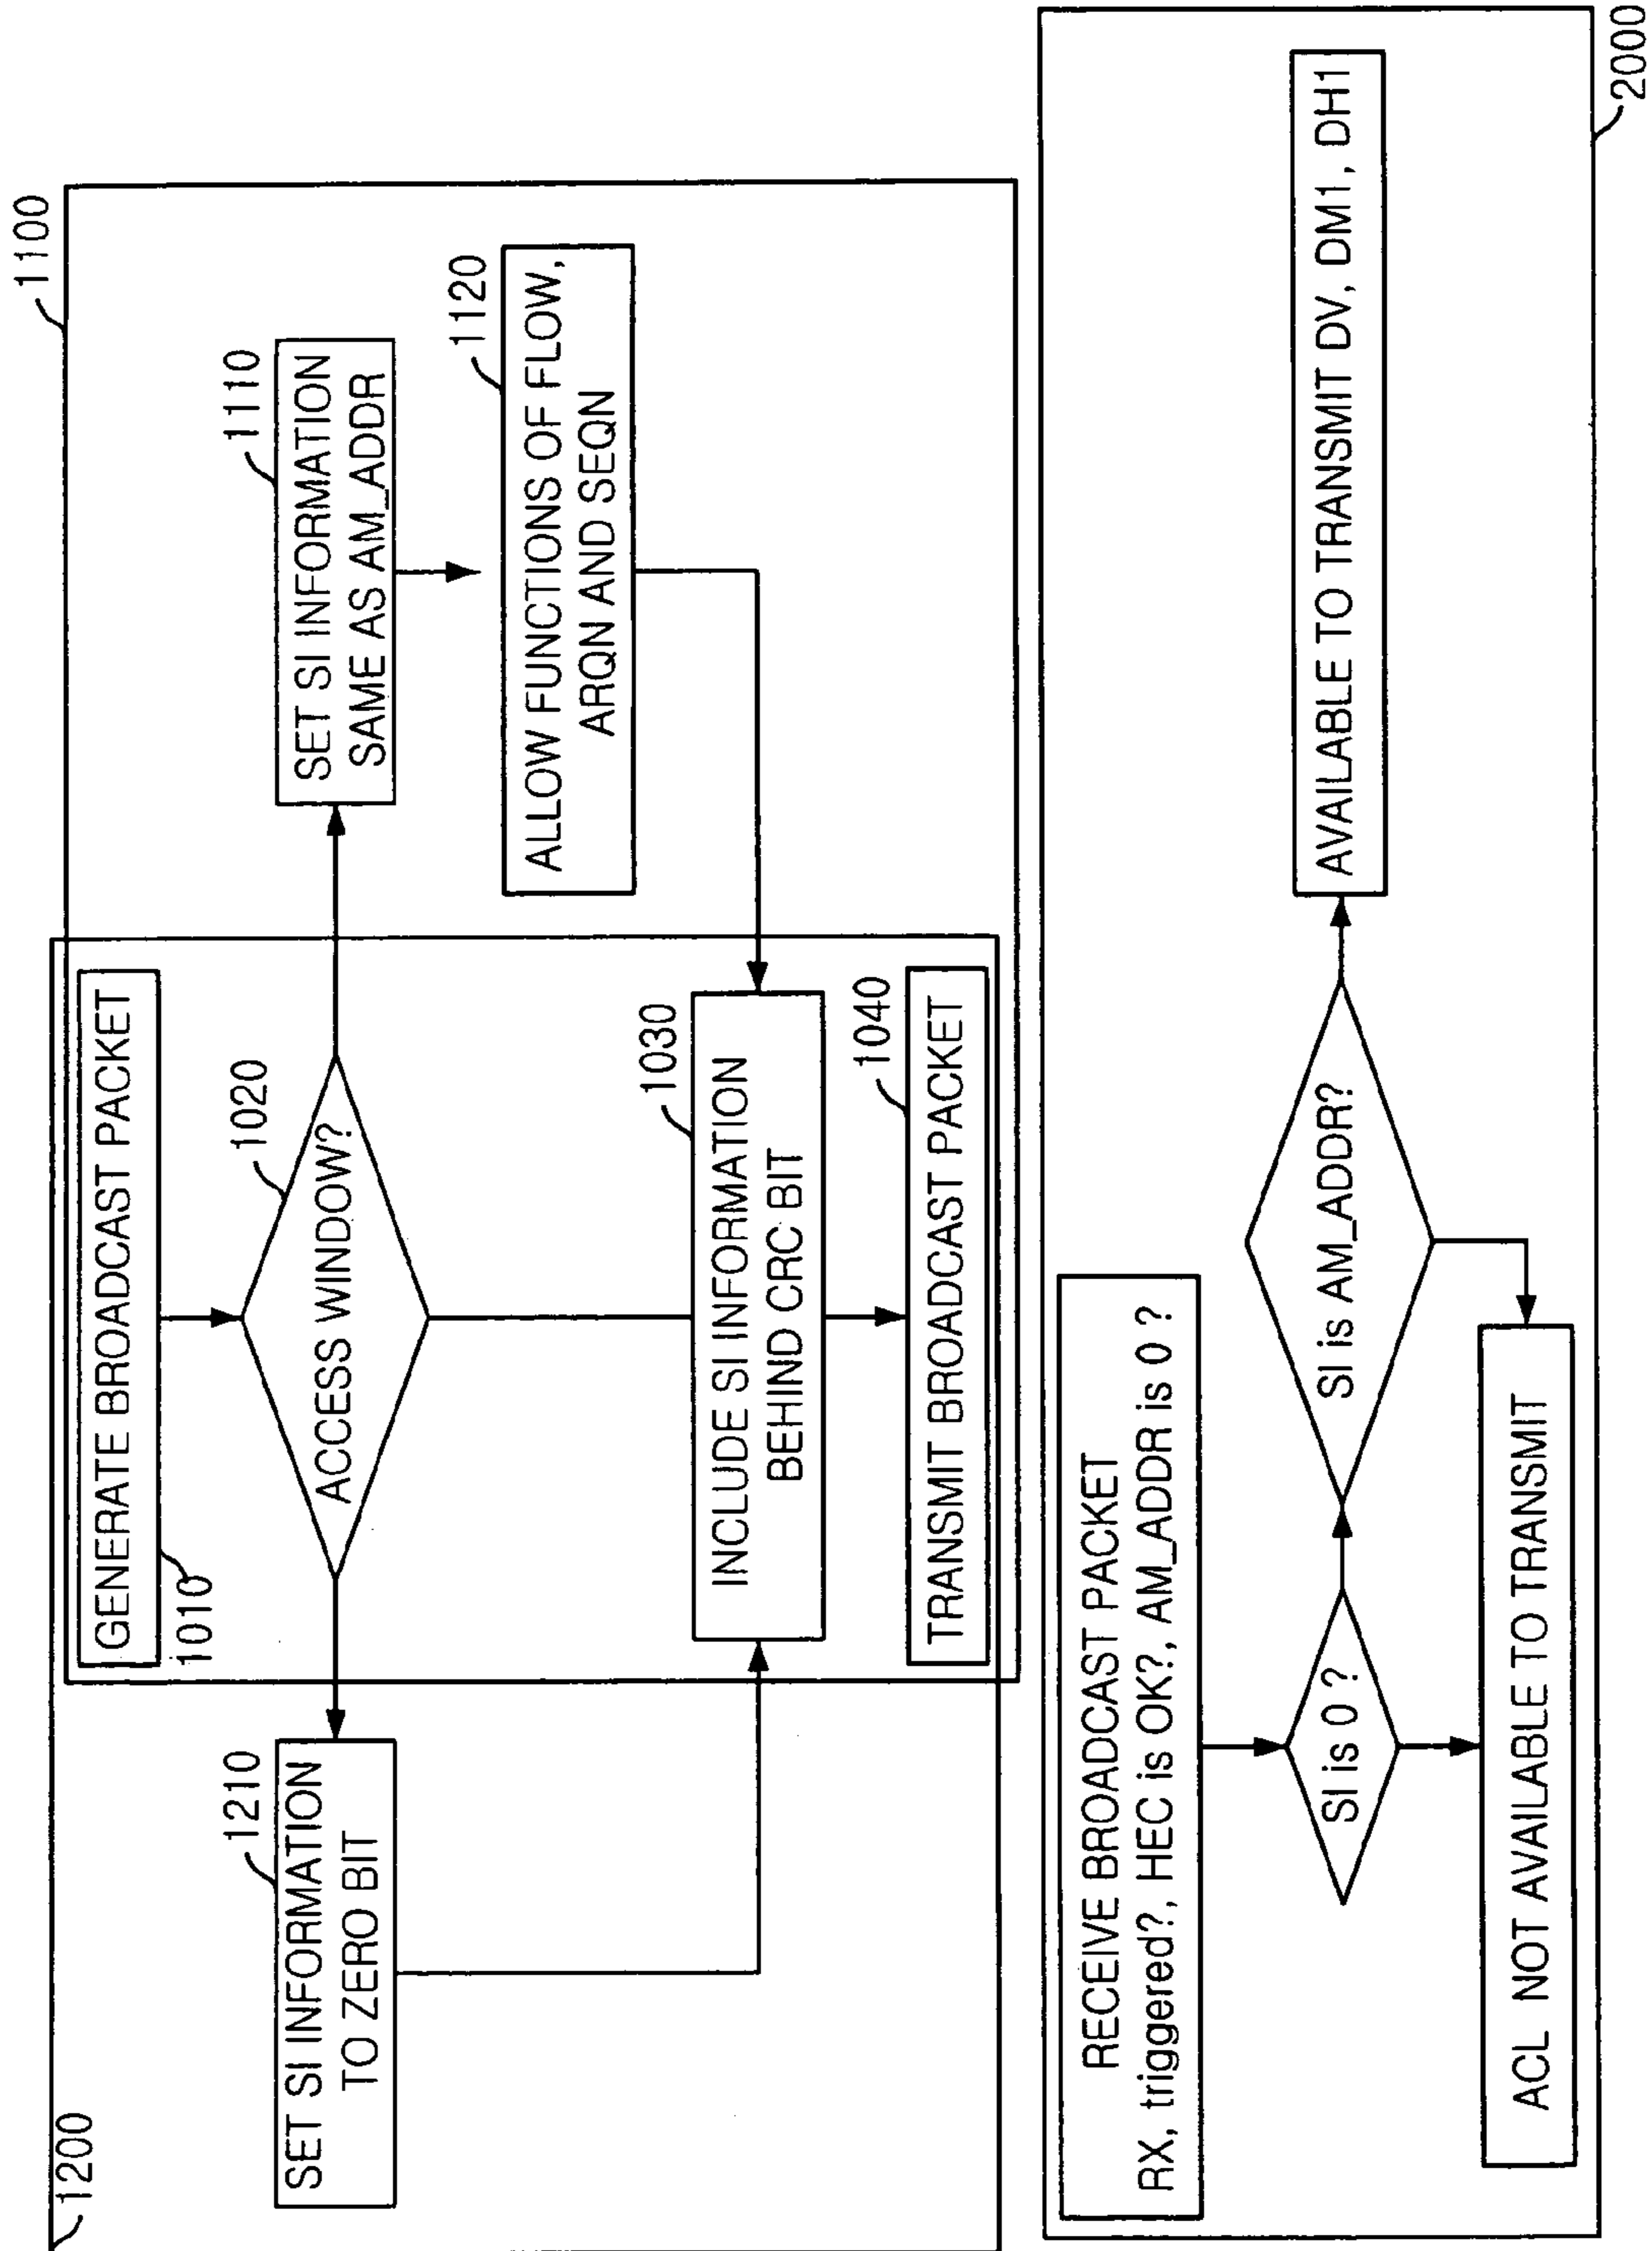 1200
1100
GENERATE BROADCAST PACKET
1010
ACCESS WINDOW?
1020
SET SI INFORMATION
TO ZERO BIT
1210
SET SI INFORMATION
SAME AS AM_ADDR
1110
ALLOW FUNCTIONS OF FLOW,
ARQN AND SEQN
1120
INCLUDE SI INFORMATION
BEHIND CRC BIT
1030
TRANSMIT BROADCAST PACKET
1040
RECEIVE BROADCAST PACKET
RX, triggered?, HEC is OK?, AM_ADDR is 0 ?
SI is 0 ?
SI is AM_ADDR?
AVAILABLE TO TRANSMIT DV, DM1, DH1
ACL NOT AVAILABLE TO TRANSMIT
2000